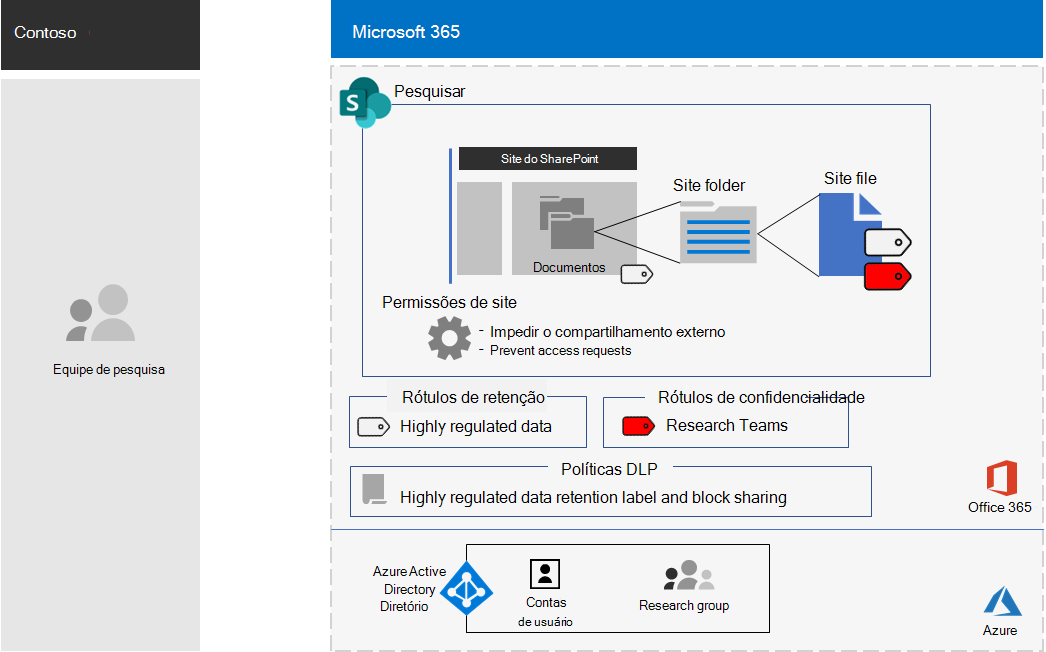 Contoso
Microsoft 365
Pesquisar
S
Site do SharePoint
Site folder
Site file
Documentos
Permissões de site
- Impedir o compartilhamento externo
- Prevent access requests
Equipe de pesquisa
Rótulos de retenção
Highly regulated data
Rótulos de confidencialidade
Research Teams
Políticas DLP
Highly regulated data retention label and block sharing
Office 365
Azure Active
Directory
Diretório
Contas
de usuário
Research group
Azure